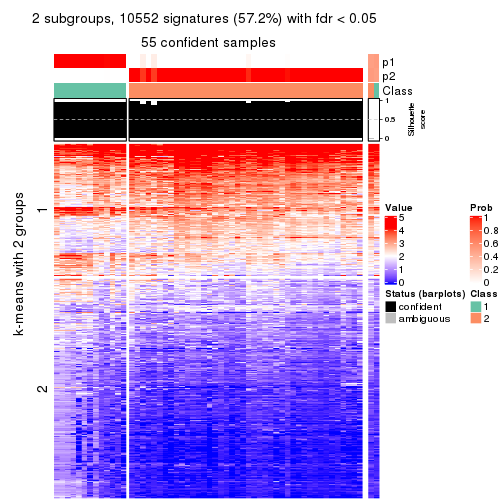 2 subgroups, 10552 signatures (57.2%) with fdr < 0.05
55 confident samples
p1
p2
Class
1
0.5
0
Silhouette
score
k-means with 2 groups
1
2
Value
5
4
3
2
1
0
Prob
1
0.8
0.6
0.4
0.2
0
Status (barplots)
confident
ambiguous
Class
1
2